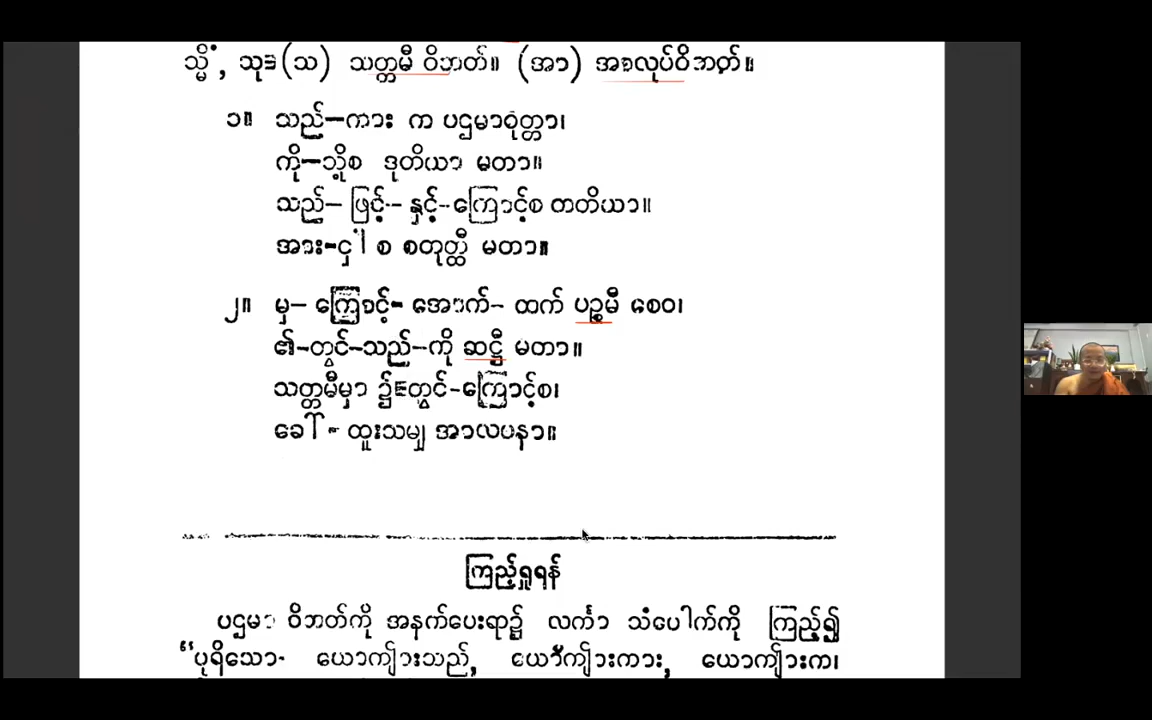 သ္မိံ, သု၊ (သ) သတ္တမီ ဝိဘတ်။ (အာ) အာလုပ်ဝိဘတ်။
၁။ သည်–ကား က ပဌမာဝုတ္တာ၊
ကို–သို့စ ဒုတိယာ မတာ။
သည်– ဖြင့်– နှင့်–ကြောင့်စ တတိယာ။
အား–ငှါ စ စတုတ္ထီ မတာ။
၂။ မှ– ကြောင့်– အောက်– ထက် ပဉ္စမီ စေဝ၊
၏–တွင်–သည်–ကို ဆဋ္ဌီ မတာ။
သတ္တမီမှာ ၌ တွင်–ကြောင့်စ၊
ခေါ် – ထူးသမျှ အာလပနာ။
ကြည့်ရှုရန်
ပဌမာ ဝိဘတ်ကို အနက်ပေးရာ၌ လင်္ကာ သံပေါက်ကို ကြည့်၍
“ပုရိသော- ယောကျ်ားသည်, ယောကျ်ားကား, ယောကျ်ားက၊